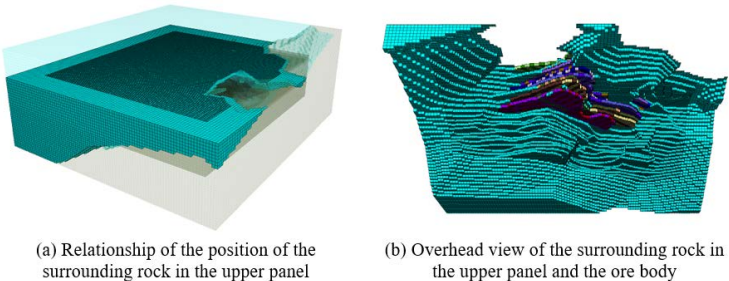 (a) Relationship of the position of the
surrounding rock in the upper panel
(b) Overhead view of the surrounding rock in
the upper panel and the ore body